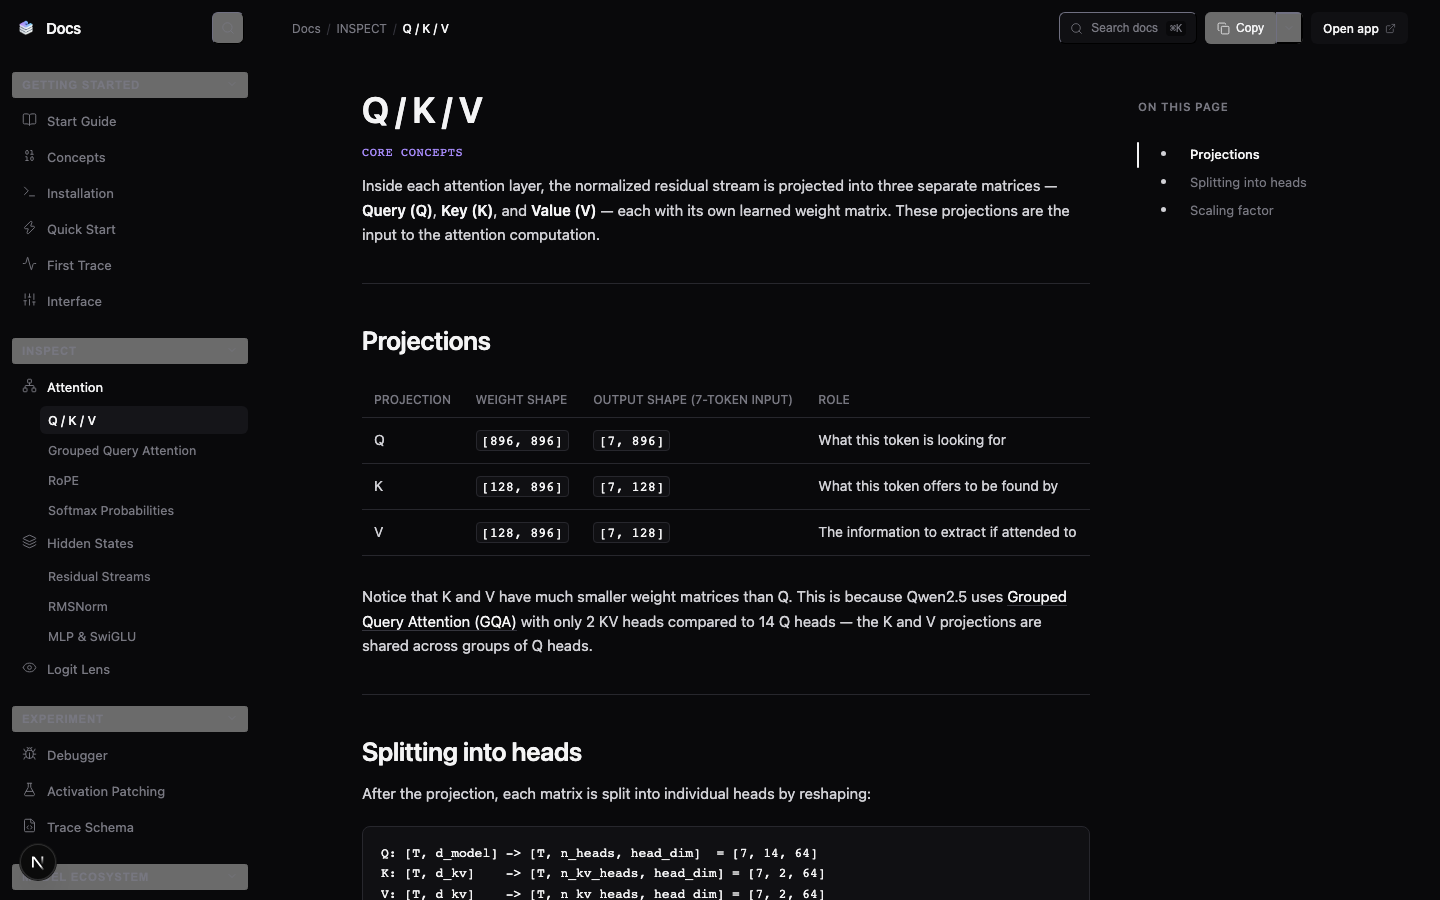 Docs
Docs / INSPECT / Q / K / V
Search docs ⌘K
Copy
Open app
GETTING STARTED
Start Guide
Concepts
Installation
Quick Start
First Trace
Interface
INSPECT
Attention
Q / K / V
Grouped Query Attention
RoPE
Softmax Probabilities
Hidden States
Residual Streams
RMSNorm
MLP & SwiGLU
Logit Lens
EXPERIMENT
Debugger
Activation Patching
Trace Schema
N
EL ECOSYSTEM
Q / K / V
CORE CONCEPTS
Inside each attention layer, the normalized residual stream is projected into three separate matrices —
Query (Q), Key (K), and Value (V) — each with its own learned weight matrix. These projections are the
input to the attention computation.
Projections
PROJECTION WEIGHT SHAPE OUTPUT SHAPE (7-TOKEN INPUT) ROLE
Q [896, 896] [7, 896] What this token is looking for
K [128, 896] [7, 128] What this token offers to be found by
V [128, 896] [7, 128] The information to extract if attended to
Notice that K and V have much smaller weight matrices than Q. This is because Qwen2.5 uses Grouped
Query Attention (GQA) with only 2 KV heads compared to 14 Q heads — the K and V projections are
shared across groups of Q heads.
Splitting into heads
After the projection, each matrix is split into individual heads by reshaping:
Q: [T, d_model] -> [T, n_heads, head_dim] = [7, 14, 64]
K: [T, d_kv] -> [T, n_kv_heads, head_dim] = [7, 2, 64]
V: [T, d_kv] -> [T, n_kv_heads, head_dim] = [7, 2, 64]
ON THIS PAGE
Projections
Splitting into heads
Scaling factor